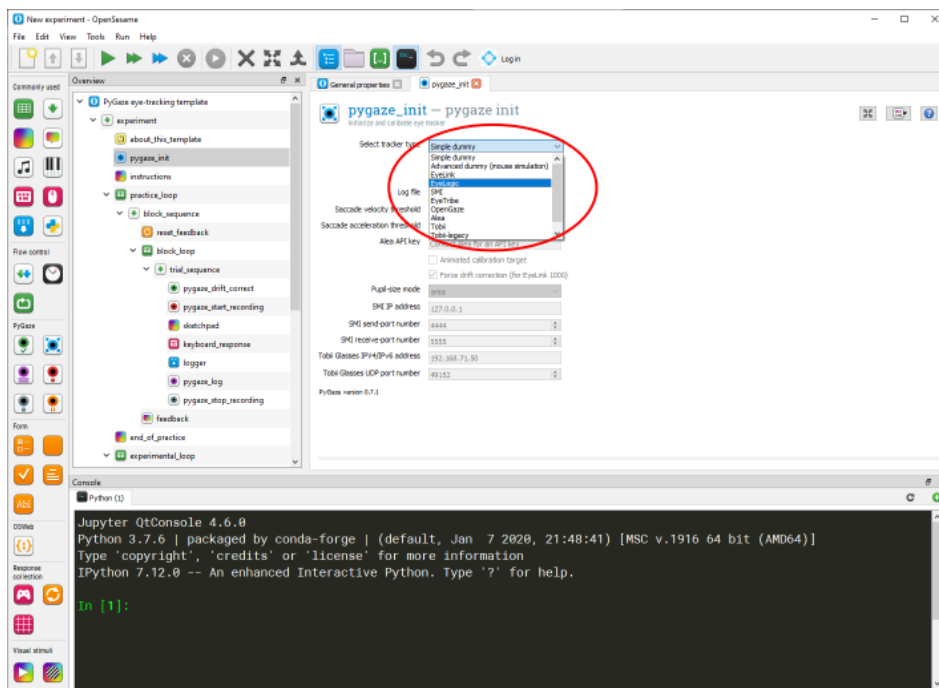 New experiment - OpenSesame
File Edit View Tools Run Help
Log in
Commonly used
Overview
General properties
pygaze_init
PyGaze eye-tracking template
experiment
about_this_template
pygaze_init
instructions
practice_loop
block_sequence
reset_feedback
block_loop
trial_sequence
pygaze_drift_correct
pygaze_start_recording
sketchpad
keyboard_response
logger
pygaze_log
pygaze_stop_recording
feedback
end_of_practice
experimental_loop
Flow control
PyGaze
Form
Abl
OSWeb
Response
collection
Visual stimuli
pygaze_init — pygaze init
Initialize and calibrate eye tracker
Select tracker type
Simple dummy
Simple dummy
Advanced dummy (mouse simulation)
EyeLink
EyeLogic
SMI
EyeTribe
OpenGaze
Alea
Tobii
Tobii-legacy
Log file
Saccade velocity threshold
Saccade acceleration threshold
Alea API key
Animated calibration target
Force drift correction (for EyeLink 1000)
Pupil-size mode area
SMI IP address 127.0.0.1
SMI send-port number 4444
SMI receive-port number 5555
Tobii Glasses IPV4/IPv6 address 192.168.71.50
Tobii Glasses UDP port number 49152
PyGaze version 0.7.1
Console
Python (1)
Jupyter QtConsole 4.6.0
Python 3.7.6 | packaged by conda-forge | (default, Jan 7 2020, 21:48:41) [MSC v.1916 64 bit (AMD64)]
Type 'copyright', 'credits' or 'license' for more information
IPython 7.12.0 -- An enhanced Interactive Python. Type '?' for help.
In [1]: